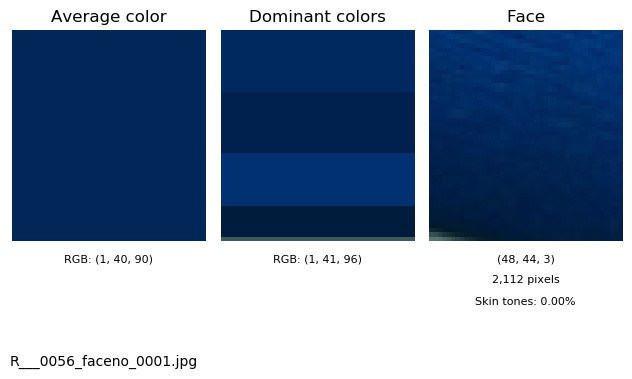 Average color
Dominant colors
Face
RGB: (1, 40, 90)
RGB: (1, 41, 96)
(48, 44, 3)
2,112 pixels
Skin tones: 0.00%
R___0056_faceno_0001.jpg